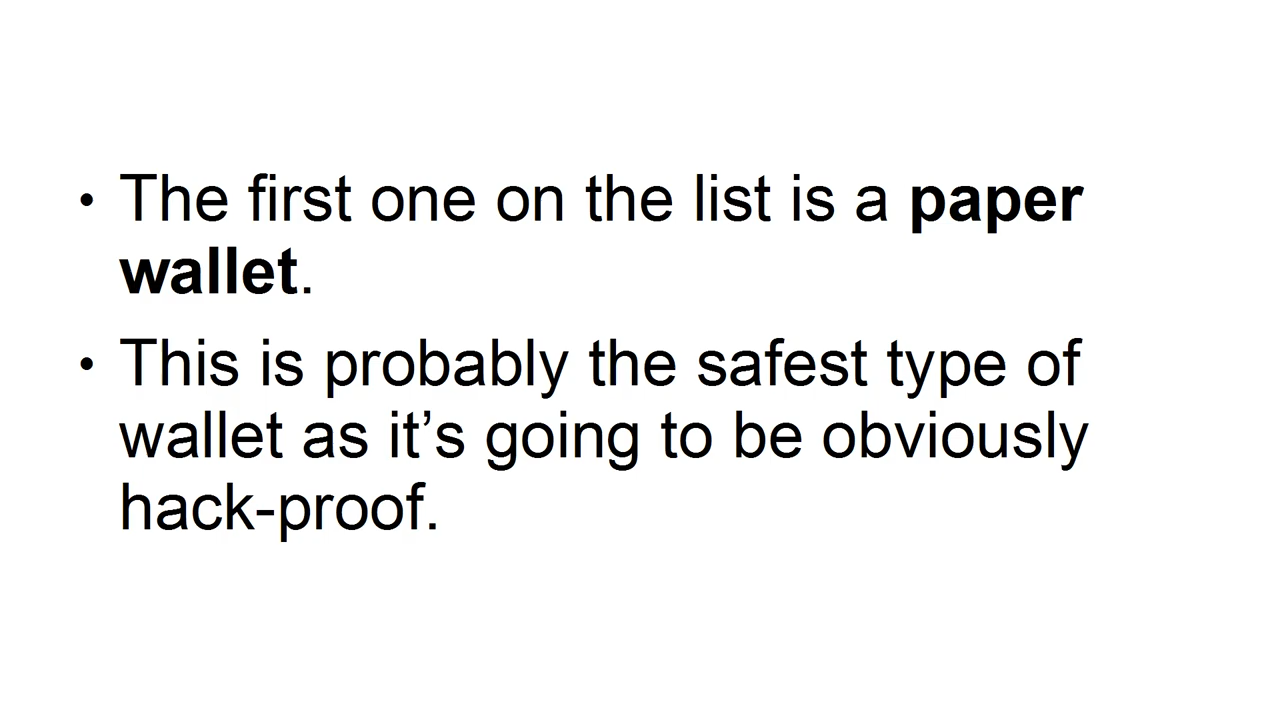 • The first one on the list is a paper
wallet.
• This is probably the safest type of
wallet as it’s going to be obviously
hack-proof.